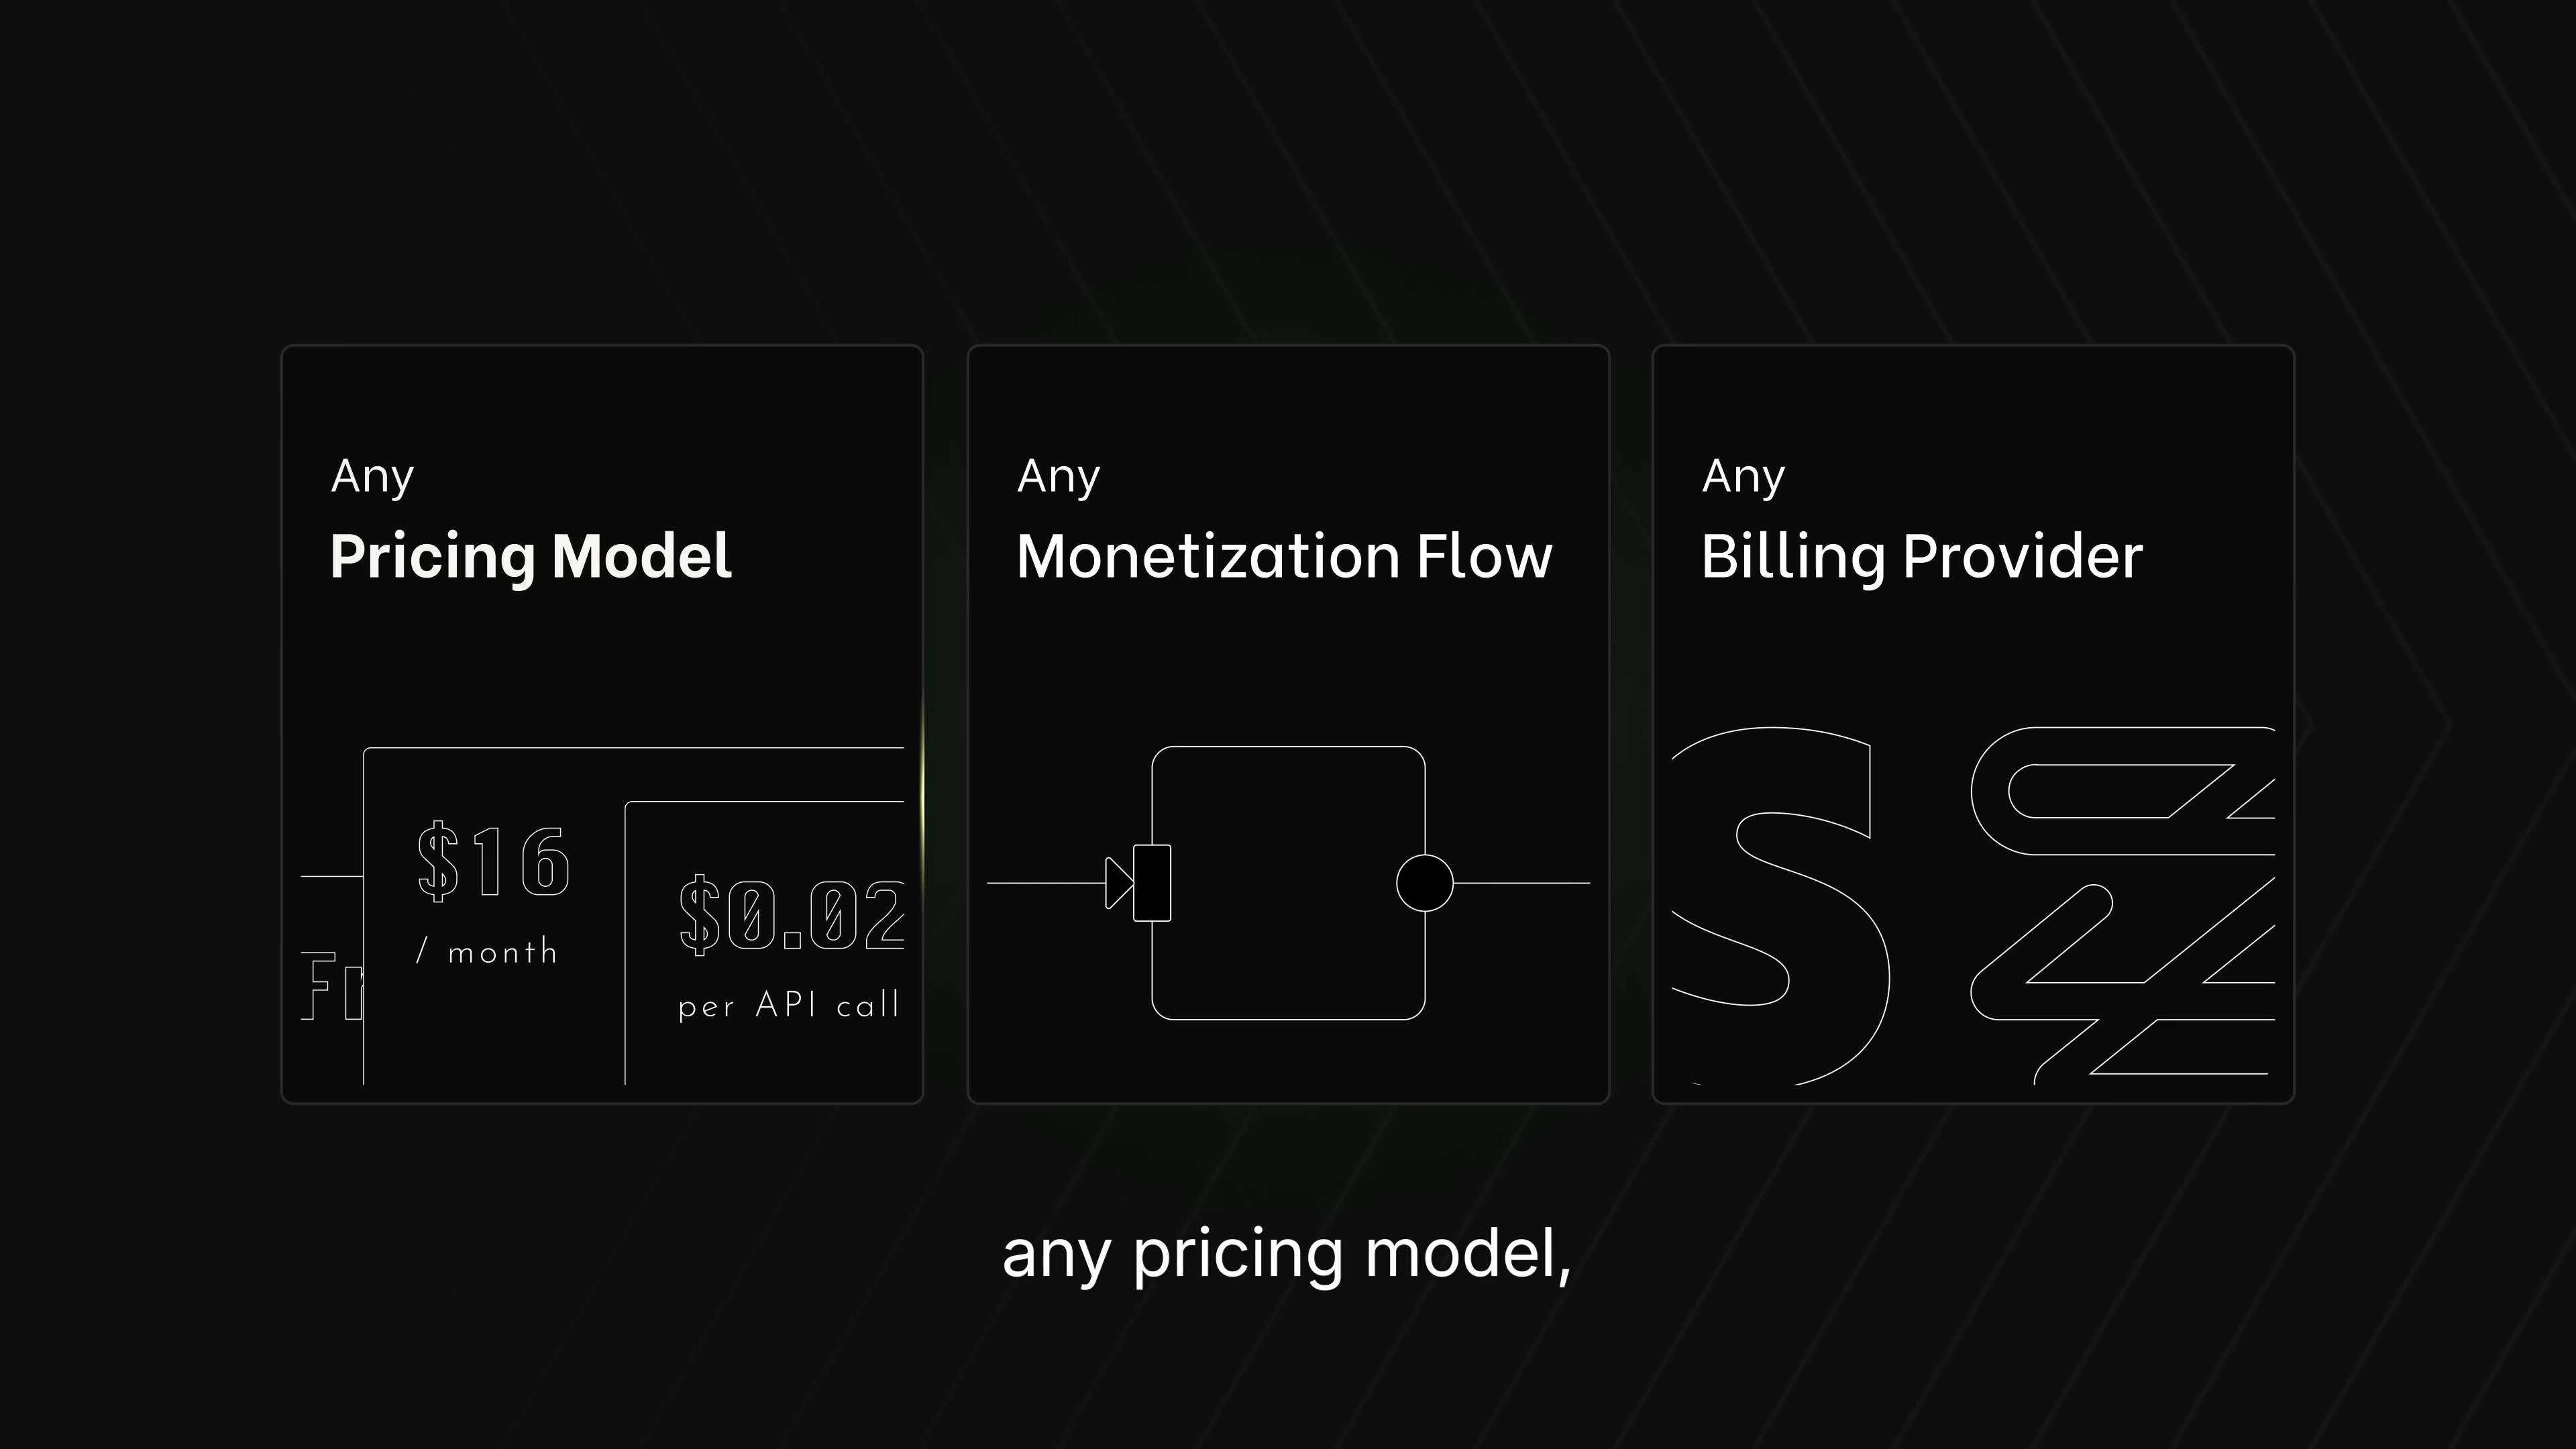 Any
Pricing Model
$16
/ month
$0.02
per API call
Fr
Any
Monetization Flow
Any
Billing Provider
any pricing model,